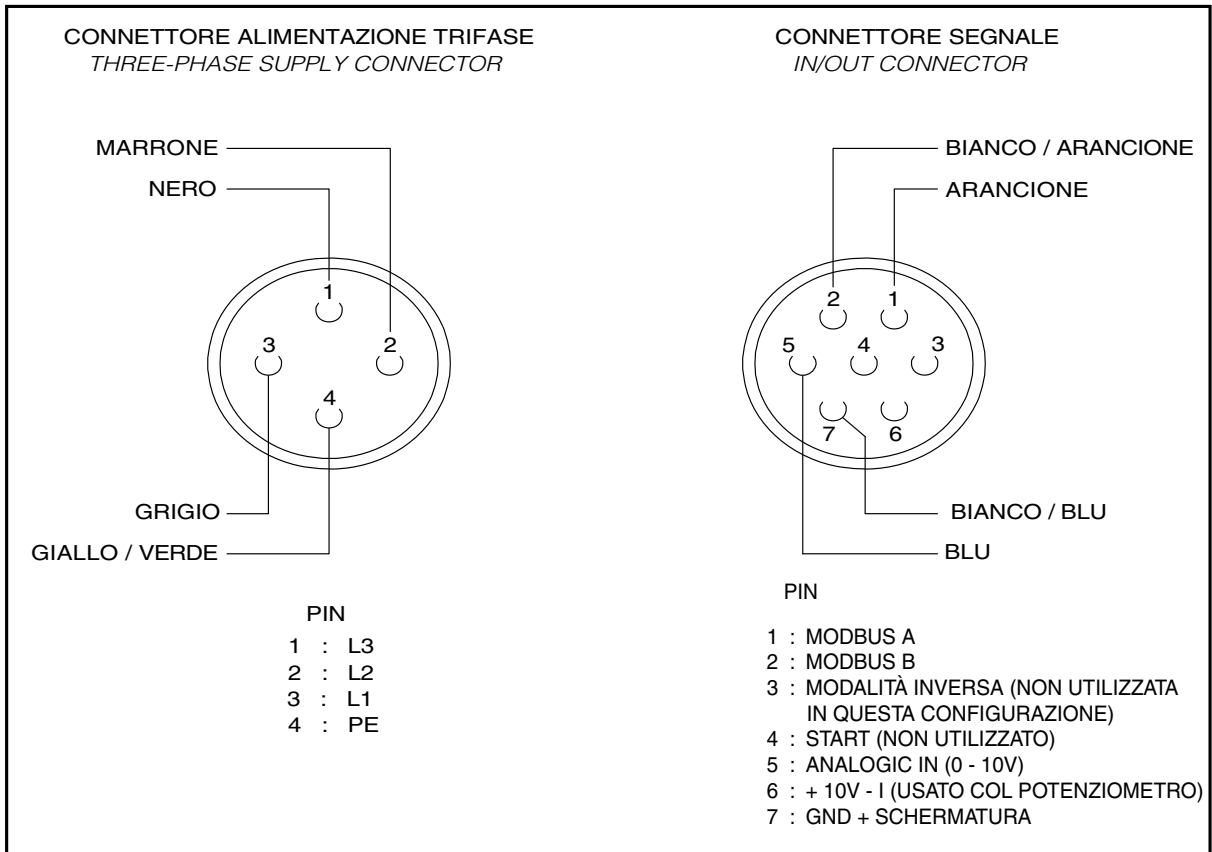 CONNETTORE ALIMENTAZIONE TRIFASE
THREE-PHASE SUPPLY CONNECTOR
MARRONE
NERO
1
3
2
4
GRIGIO
GIALLO / VERDE
PIN
1 : L3
2 : L2
3 : L1
4 : PE
CONNETTORE SEGNALE
IN/OUT CONNECTOR
BIANCO / ARANCIONE
ARANCIONE
2
1
5
4
3
7
6
BIANCO / BLU
BLU
PIN
1 : MODBUS A
2 : MODBUS B
3 : MODALITÀ INVERSA (NON UTILIZZATA
IN QUESTA CONFIGURAZIONE)
4 : START (NON UTILIZZATO)
5 : ANALOGIC IN (0 - 10V)
6 : + 10V - I (USATO COL POTENZIOMETRO)
7 : GND + SCHERMATURA